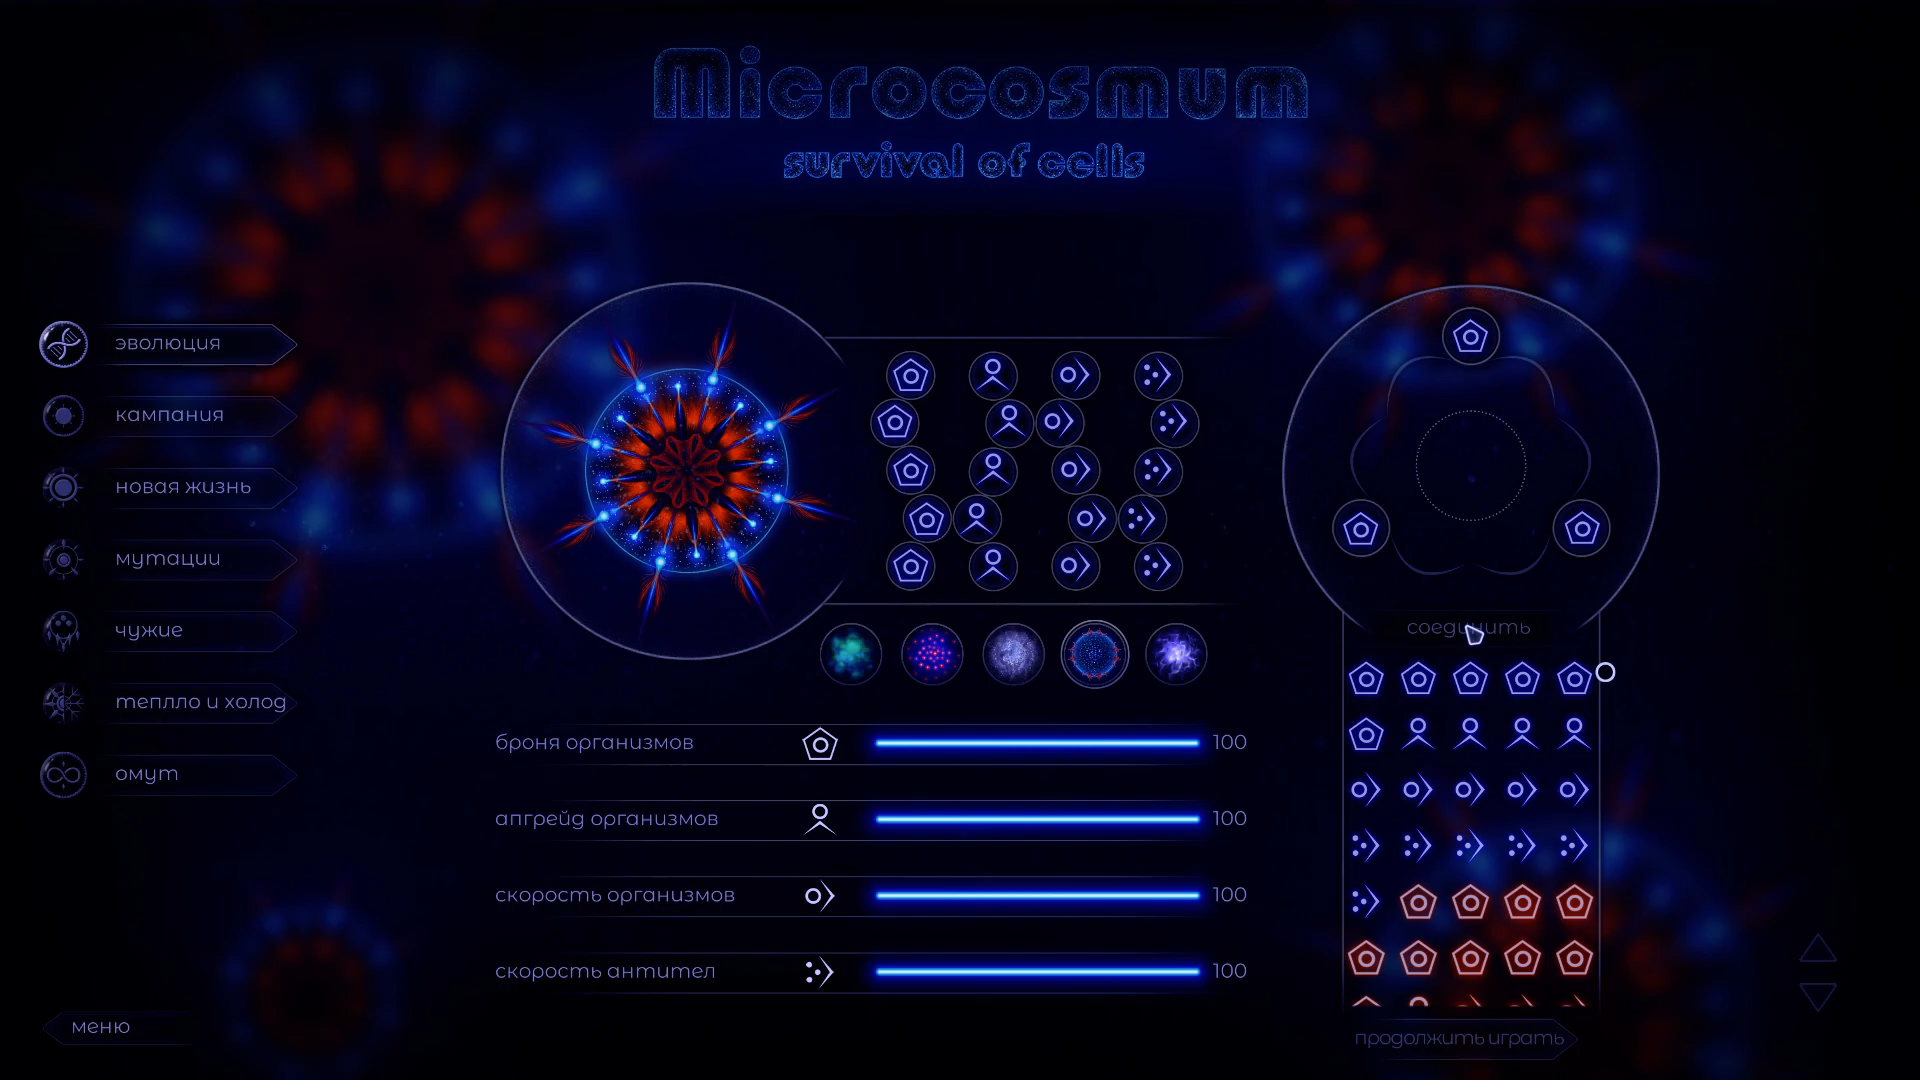 Microcosmum
survival of cells
эволюция
кампания
новая жизнь
мутации
чужие
теплло и холод
омут
соединить
броня организмов 100
апгрейд организмов 100
скорость организмов 100
скорость антител 100
меню
продолжить играть